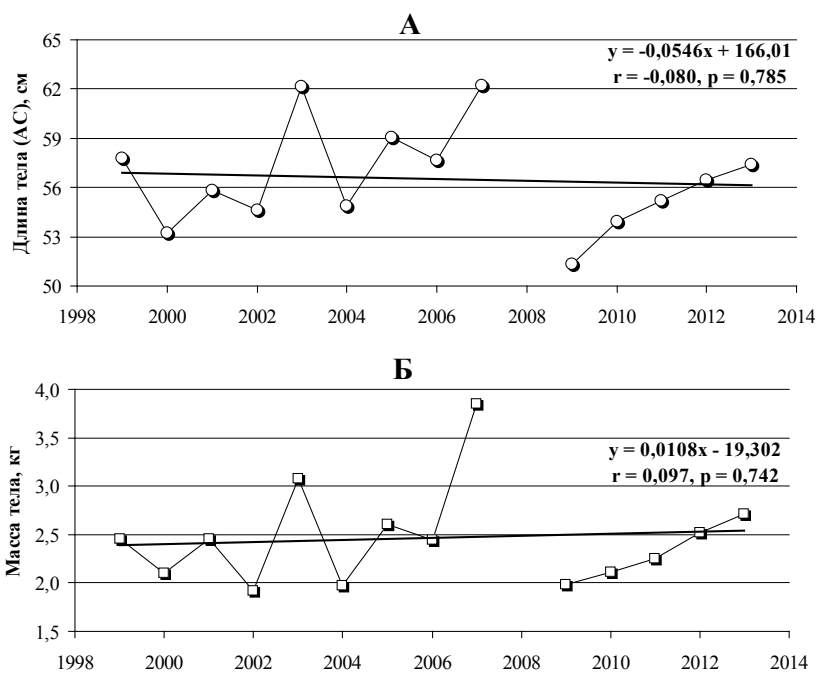 А
65
62
59
56
53
50
Длина тела (АС), см
y = -0,0546x + 166,01
r = -0,080, p = 0,785
1998 2000 2002 2004 2006 2008 2010 2012 2014
Б
4,0
3,5
3,0
2,5
2,0
1,5
Масса тела, кг
y = 0,0108x - 19,302
r = 0,097, p = 0,742
1998 2000 2002 2004 2006 2008 2010 2012 2014